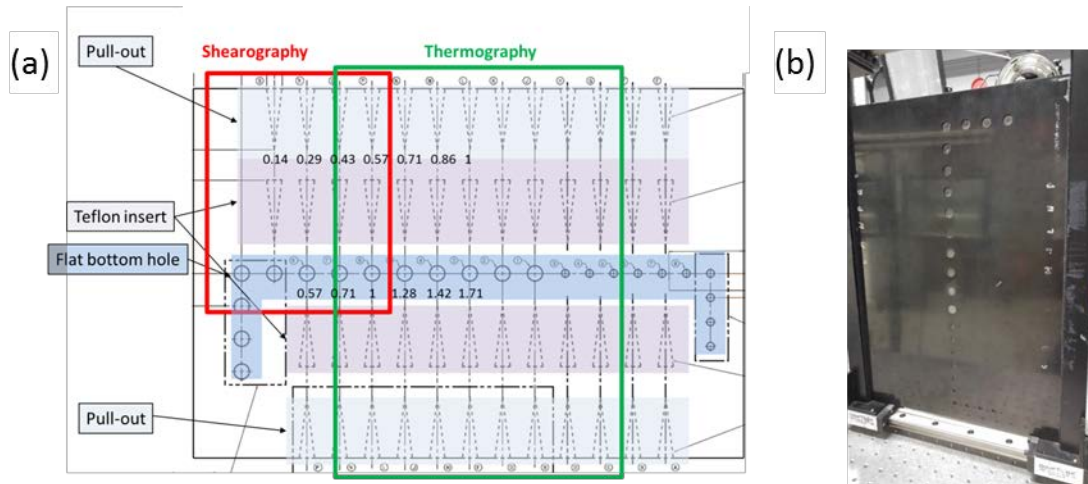 (a)
Pull-out
Shearography
Thermography
(b)
0.14 0.29 0.43 0.57 0.71 0.86 1
Teflon insert
Flat bottom hole
0.57 0.71 1 1.28 1.42 1.71
Pull-out